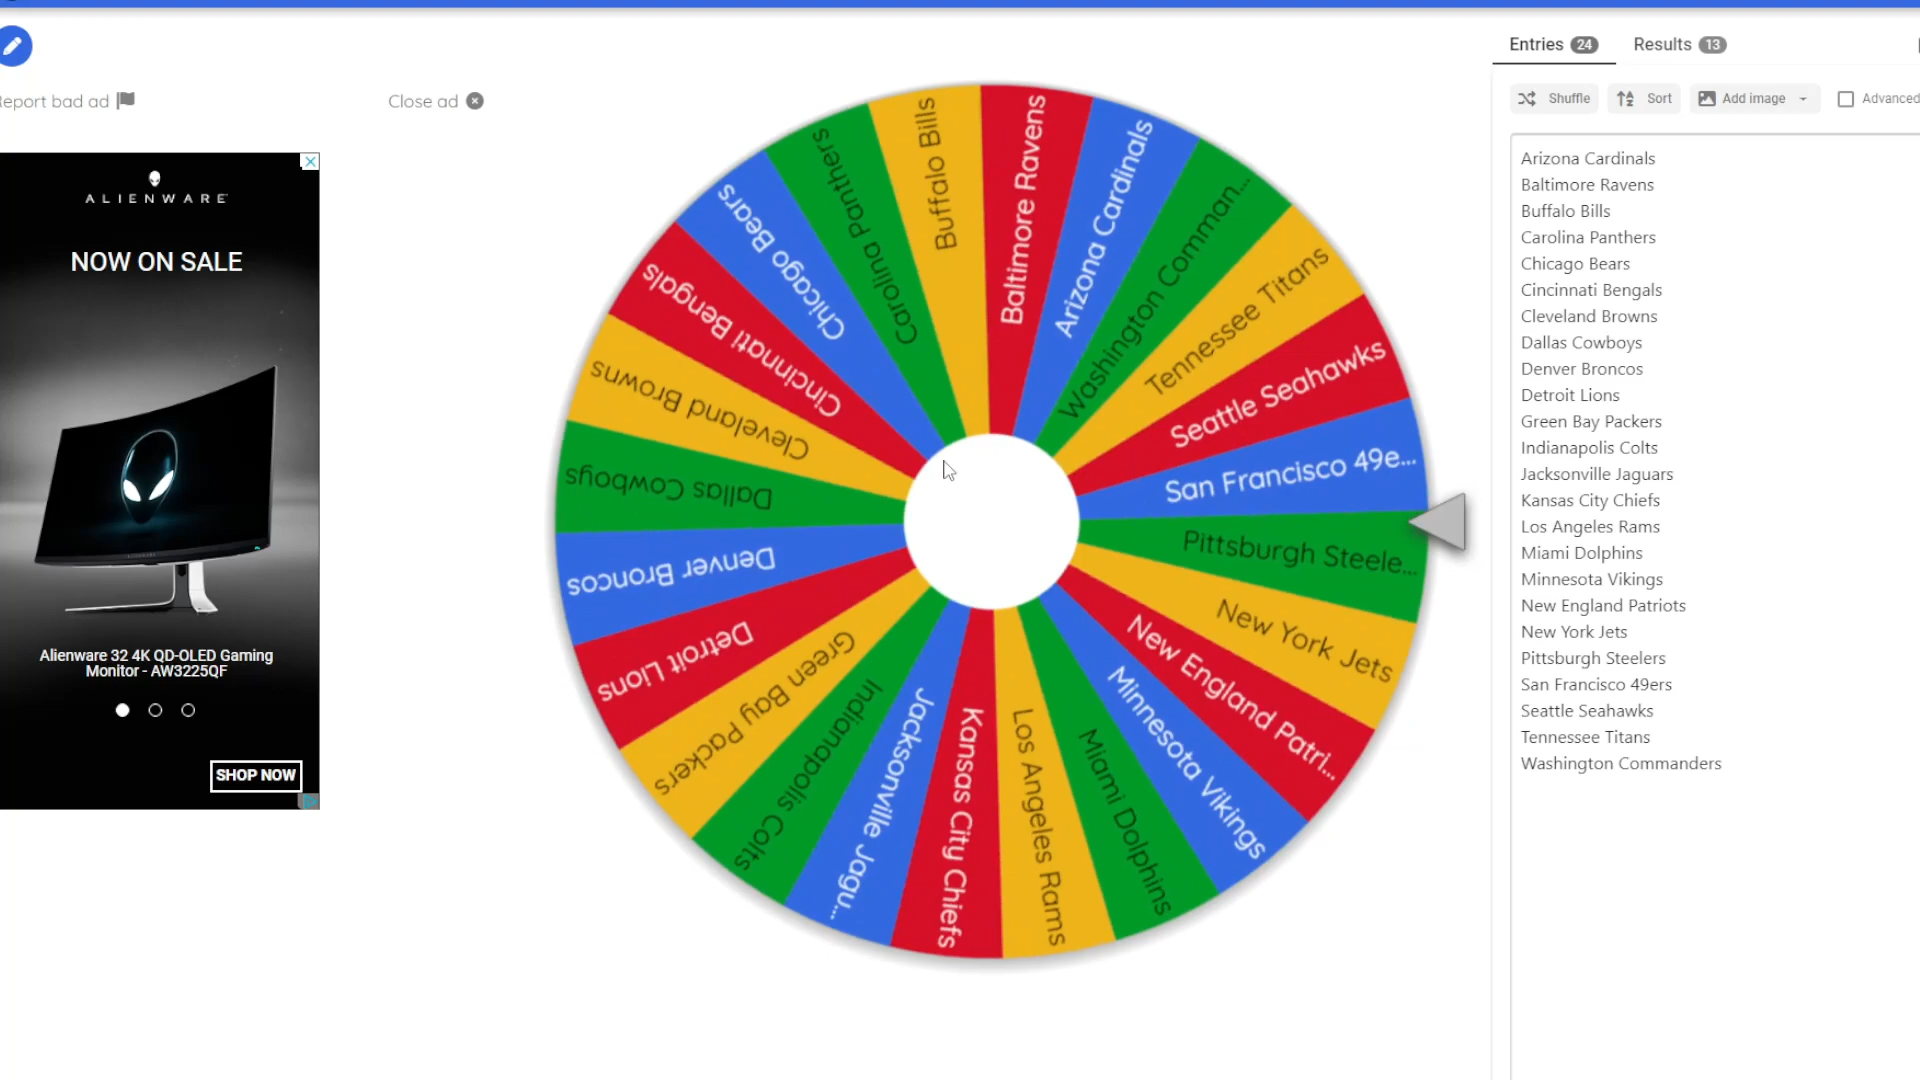 Entries 24
Results 13
Report bad ad
Close ad
Shuffle
Sort
Add image
Advanced
ALIENWARE
NOW ON SALE
Alienware 32 4K QD-OLED Gaming
Monitor - AW3225QF
SHOP NOW
Baltimore Ravens
Arizona Cardinals
Washington Comman...
Tennessee Titans
Seattle Seahawks
San Francisco 49e...
Pittsburgh Steele...
New York Jets
New England Patri...
Minnesota Vikings
Miami Dolphins
Los Angeles Rams
Kansas City Chiefs
Jacksonville Jagu...
Indianapolis Colts
Green Bay Packers
Detroit Lions
Denver Broncos
Dallas Cowboys
Cleveland Browns
Cincinnati Bengals
Chicago Bears
Carolina Panthers
Buffalo Bills
Arizona Cardinals
Baltimore Ravens
Buffalo Bills
Carolina Panthers
Chicago Bears
Cincinnati Bengals
Cleveland Browns
Dallas Cowboys
Denver Broncos
Detroit Lions
Green Bay Packers
Indianapolis Colts
Jacksonville Jaguars
Kansas City Chiefs
Los Angeles Rams
Miami Dolphins
Minnesota Vikings
New England Patriots
New York Jets
Pittsburgh Steelers
San Francisco 49ers
Seattle Seahawks
Tennessee Titans
Washington Commanders